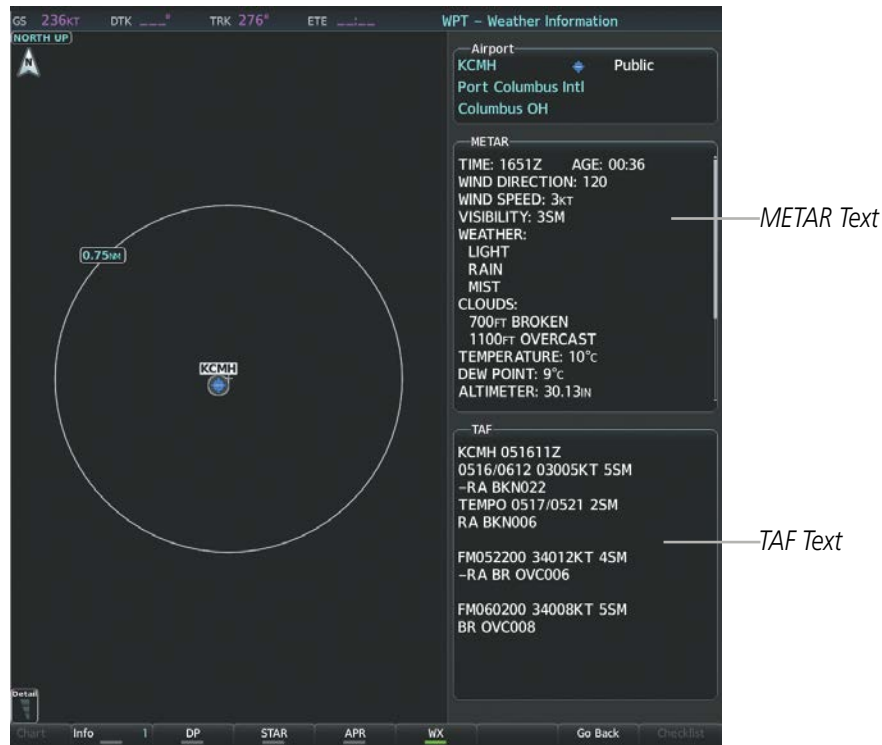 GS 236KT DTK ___° TRK 276° ETE __:__ WPT – Weather Information
NORTH UP
N
Airport
KCMH Public
Port Columbus Intl
Columbus OH
METAR
TIME: 1651Z AGE: 00:36
WIND DIRECTION: 120
WIND SPEED: 3KT
VISIBILITY: 3SM
WEATHER:
LIGHT
RAIN
MIST
CLOUDS:
700FT BROKEN
1100FT OVERCAST
TEMPERATURE: 10°C
DEW POINT: 9°C
ALTIMETER: 30.13IN
METAR Text
0.75NM
KCMH
TAF
KCMH 051611Z
0516/0612 03005KT 5SM
–RA BKN022
TEMPO 0517/0521 2SM
RA BKN006
FM052200 34012KT 4SM
–RA BR OVC006
FM060200 34008KT 5SM
BR OVC008
TAF Text
Detail
Chart Info 1 DP STAR APR WX Go Back Checklist